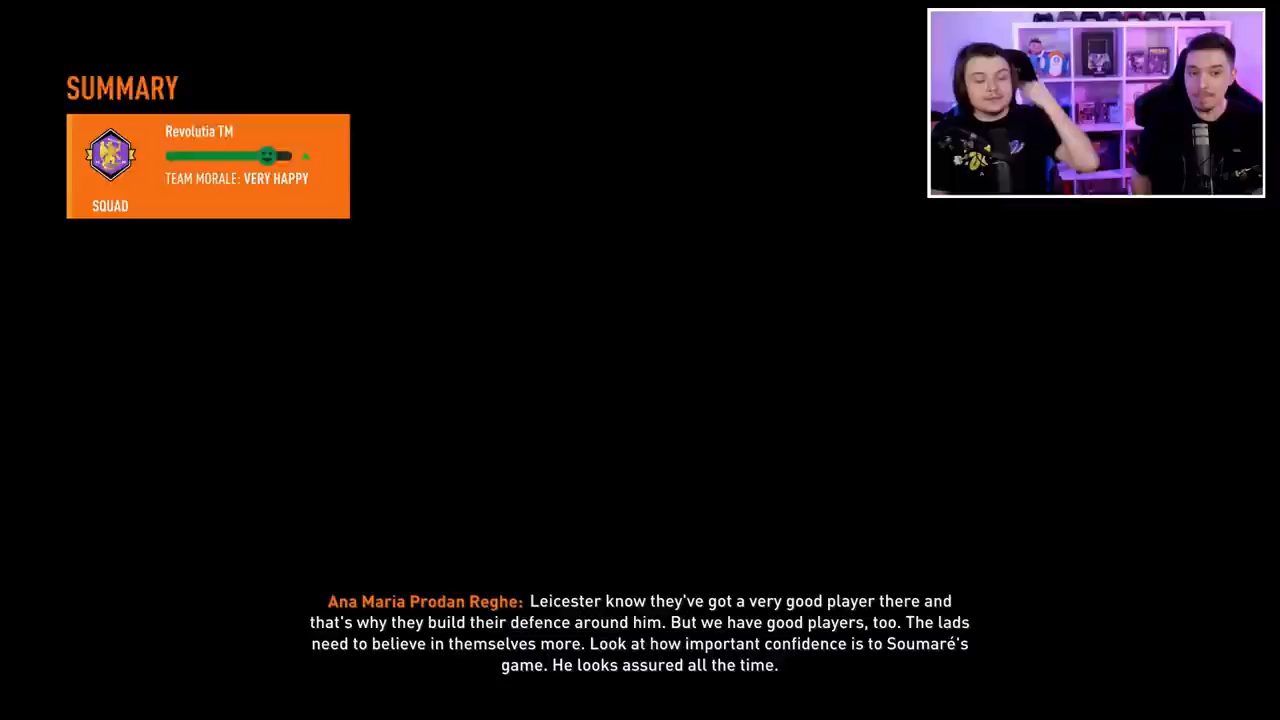 SUMMARY
Revolutia TM
TEAM MORALE: VERY HAPPY
SQUAD
Ana Maria Prodan Reghe: Leicester know they've got a very good player there and
that's why they build their defence around him. But we have good players, too. The lads
need to believe in themselves more. Look at how important confidence is to Soumaré's
game. He looks assured all the time.